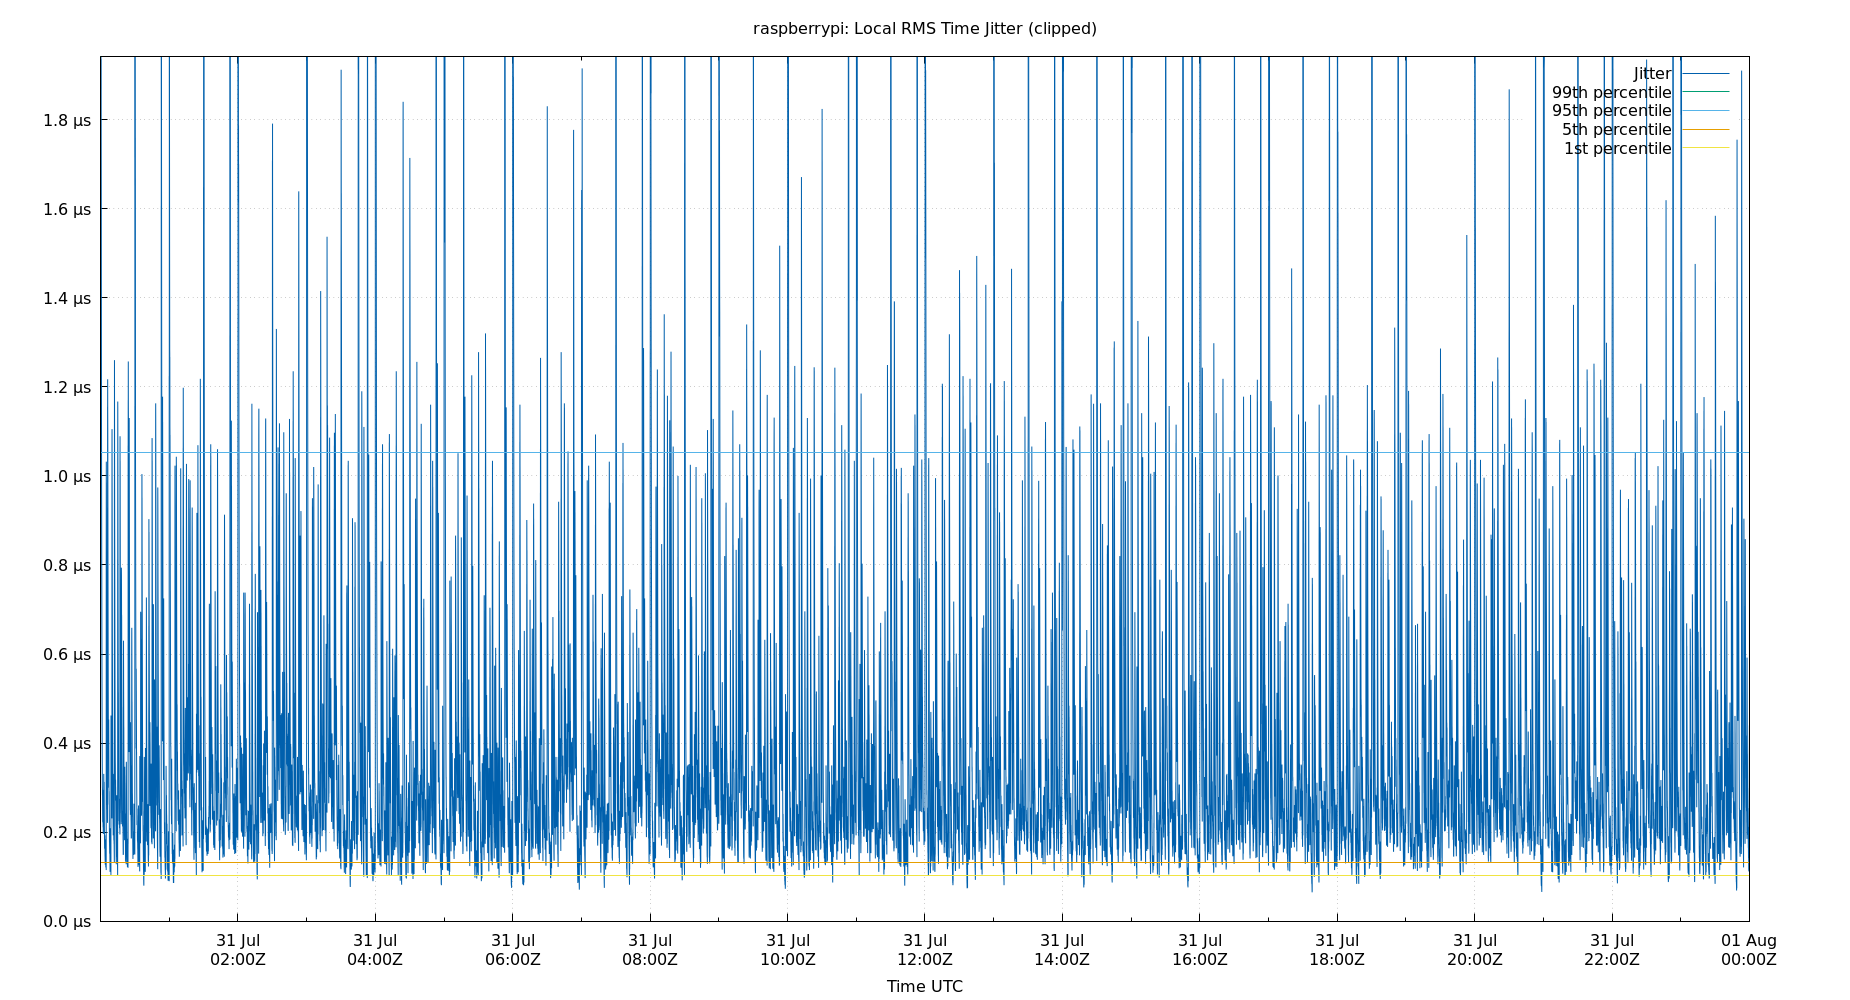 raspberrypi: Local RMS Time Jitter (clipped)
Jitter
99th percentile
95th percentile
5th percentile
1st percentile
1.8 μs
1.6 μs
1.4 μs
1.2 μs
1.0 μs
0.8 μs
0.6 μs
0.4 μs
0.2 μs
0.0 μs
31 Jul 31 Jul 31 Jul 31 Jul 31 Jul 31 Jul 31 Jul 31 Jul 31 Jul 31 Jul 31 Jul 01 Aug
02:00Z 04:00Z 06:00Z 08:00Z 10:00Z 12:00Z 14:00Z 16:00Z 18:00Z 20:00Z 22:00Z 00:00Z
Time UTC